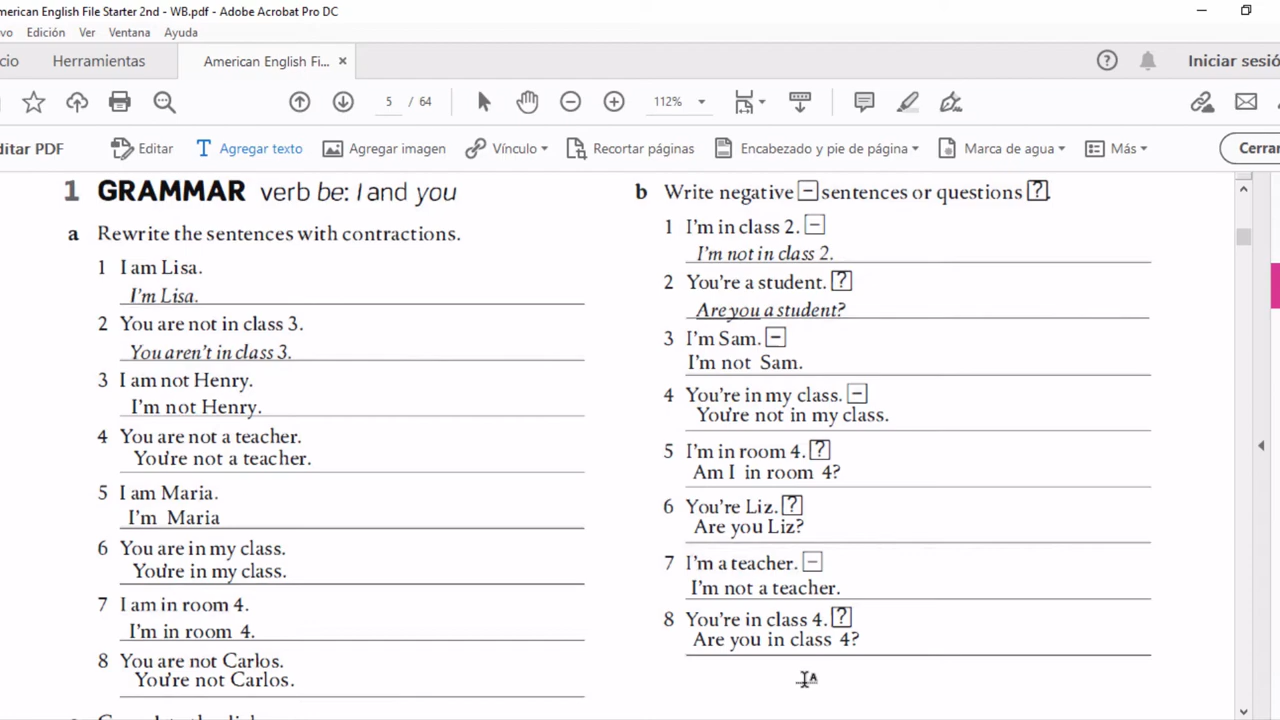 merican English File Starter 2nd - WB.pdf - Adobe Acrobat Pro DC
vo Edición Ver Ventana Ayuda
cio Herramientas American English Fi... × Iniciar sesió
5 / 64 112%
ditar PDF Editar Agregar texto Agregar imagen Vínculo Recortar páginas Encabezado y pie de página Marca de agua Más Cerrar
1 GRAMMAR verb be: I and you
a Rewrite the sentences with contractions.
1 I am Lisa.
I'm Lisa.
2 You are not in class 3.
You aren't in class 3.
3 I am not Henry.
I'm not Henry.
4 You are not a teacher.
You're not a teacher.
5 I am Maria.
I'm Maria
6 You are in my class.
You're in my class.
7 I am in room 4.
I'm in room 4.
8 You are not Carlos.
You're not Carlos.
b Write negative − sentences or questions ?.
1 I'm in class 2. −
I'm not in class 2.
2 You're a student. ?
Are you a student?
3 I'm Sam. −
I'm not Sam.
4 You're in my class. −
You're not in my class.
5 I'm in room 4. ?
Am I in room 4?
6 You're Liz. ?
Are you Liz?
7 I'm a teacher. −
I'm not a teacher.
8 You're in class 4. ?
Are you in class 4?